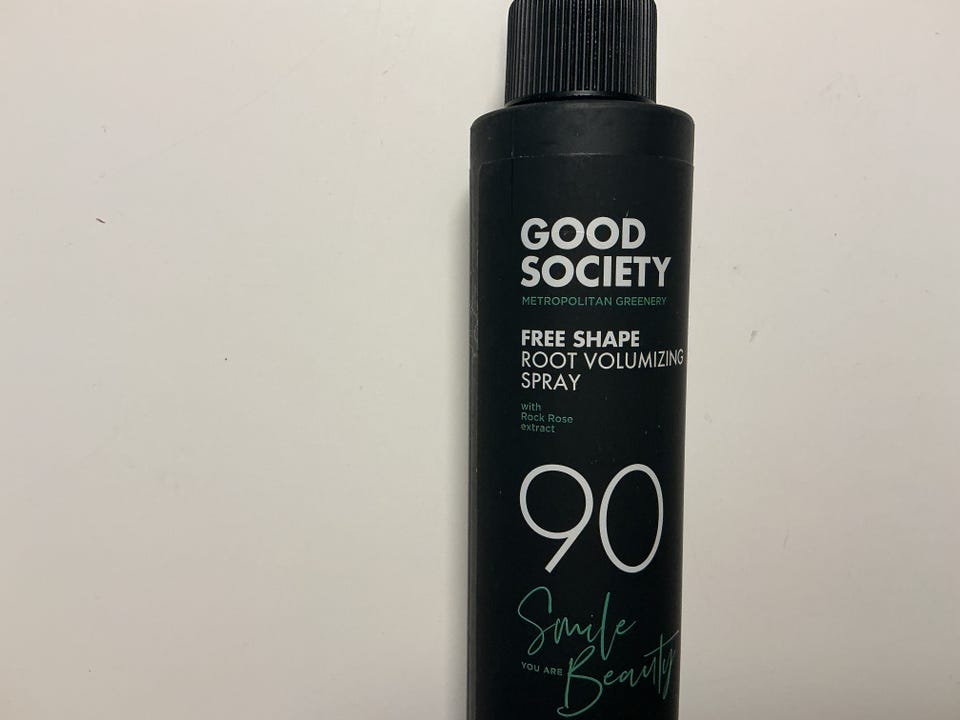 GOOD
SOCIETY
METROPOLITAN GREENERY
FREE SHAPE
ROOT VOLUMIZING
SPRAY
with
Rock Rose
extract
90
Smile
YOU ARE Beauty